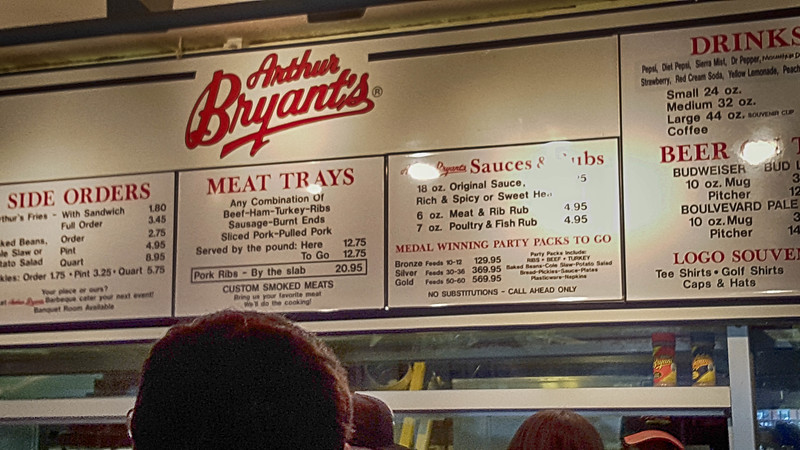 Arthur
Bryant's®
SIDE ORDERS
Fries - With Sandwich 1.80
Full Order 3.45
Beans, Order 2.75
Slaw or Pint 4.95
Salad Quart 8.95
Order 1.75 • Pint 3.25 • Quart 5.75
Your place or ours?
Arthur Bryant's Barbeque cater your next event!
Banquet Room Available
MEAT TRAYS
Any Combination Of
Beef-Ham-Turkey-Ribs
Sausage-Burnt Ends
Sliced Pork-Pulled Pork
Served by the pound: Here 12.75
To Go 12.75
Pork Ribs - By the slab 20.95
CUSTOM SMOKED MEATS
Bring us your favorite meat
We'll do the cooking!
Bryant's Sauces &
18 oz. Original Sauce,
Rich & Spicy or Sweet
6 oz. Meat & Rib Rub 4.95
7 oz. Poultry & Fish Rub 4.95
MEDAL WINNING PARTY PACKS TO GO
Bronze Feeds 10-12 129.95
Silver Feeds 30-36 369.95
Gold Feeds 50-60 569.95
Party Packs Include:
RIBS • BEEF • TURKEY
Baked Beans-Cole Slaw-Potato Salad
Bread-Pickles-Sauce-Plates
Plasticware-Napkins
NO SUBSTITUTIONS - CALL AHEAD ONLY
DRINKS
Pepsi, Diet Pepsi, Sierra Mist, Dr Pepper, Mountain
Strawberry, Red Cream Soda, Yellow Lemonade, Peach
Small 24 oz.
Medium 32 oz.
Large 44 oz. SOUVENIR CUP
Coffee
BEER
BUDWEISER - BUD
10 oz. Mug
Pitcher
BOULVEVARD PALE
10 oz. Mug
Pitcher
LOGO
Tee Shirts • Golf Shirts
Caps & Hats